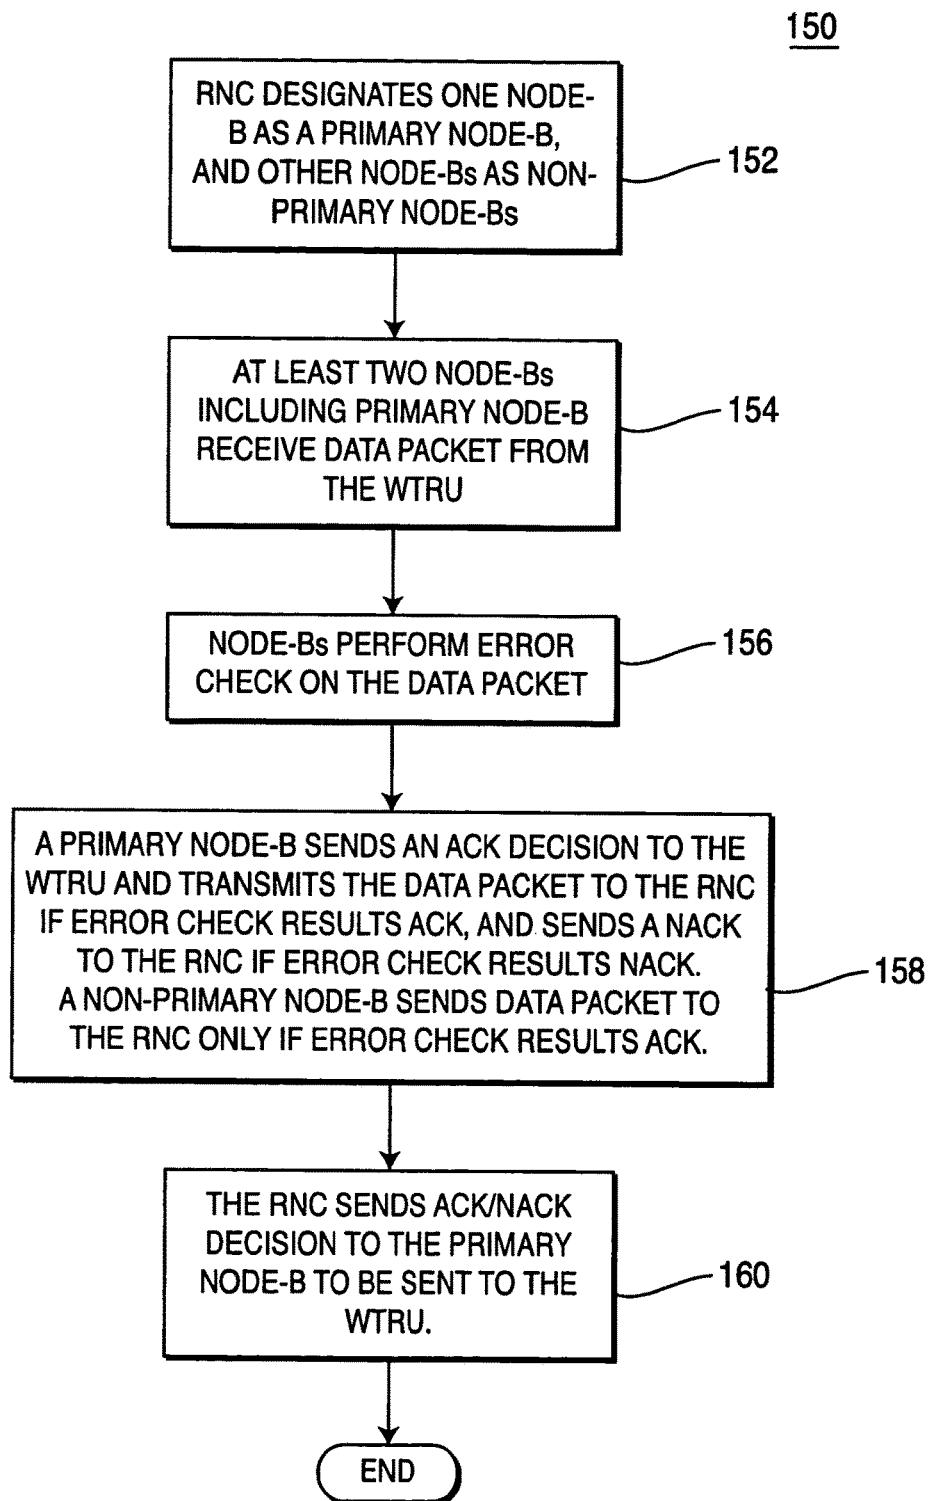 150
RNC DESIGNATES ONE NODE-
B AS A PRIMARY NODE-B,
AND OTHER NODE-Bs AS NON-
PRIMARY NODE-Bs
152
AT LEAST TWO NODE-Bs
INCLUDING PRIMARY NODE-B
RECEIVE DATA PACKET FROM
THE WTRU
154
NODE-Bs PERFORM ERROR
CHECK ON THE DATA PACKET
156
A PRIMARY NODE-B SENDS AN ACK DECISION TO THE
WTRU AND TRANSMITS THE DATA PACKET TO THE RNC
IF ERROR CHECK RESULTS ACK, AND SENDS A NACK
TO THE RNC IF ERROR CHECK RESULTS NACK.
A NON-PRIMARY NODE-B SENDS DATA PACKET TO
THE RNC ONLY IF ERROR CHECK RESULTS ACK.
158
THE RNC SENDS ACK/NACK
DECISION TO THE PRIMARY
NODE-B TO BE SENT TO THE
WTRU.
160
END